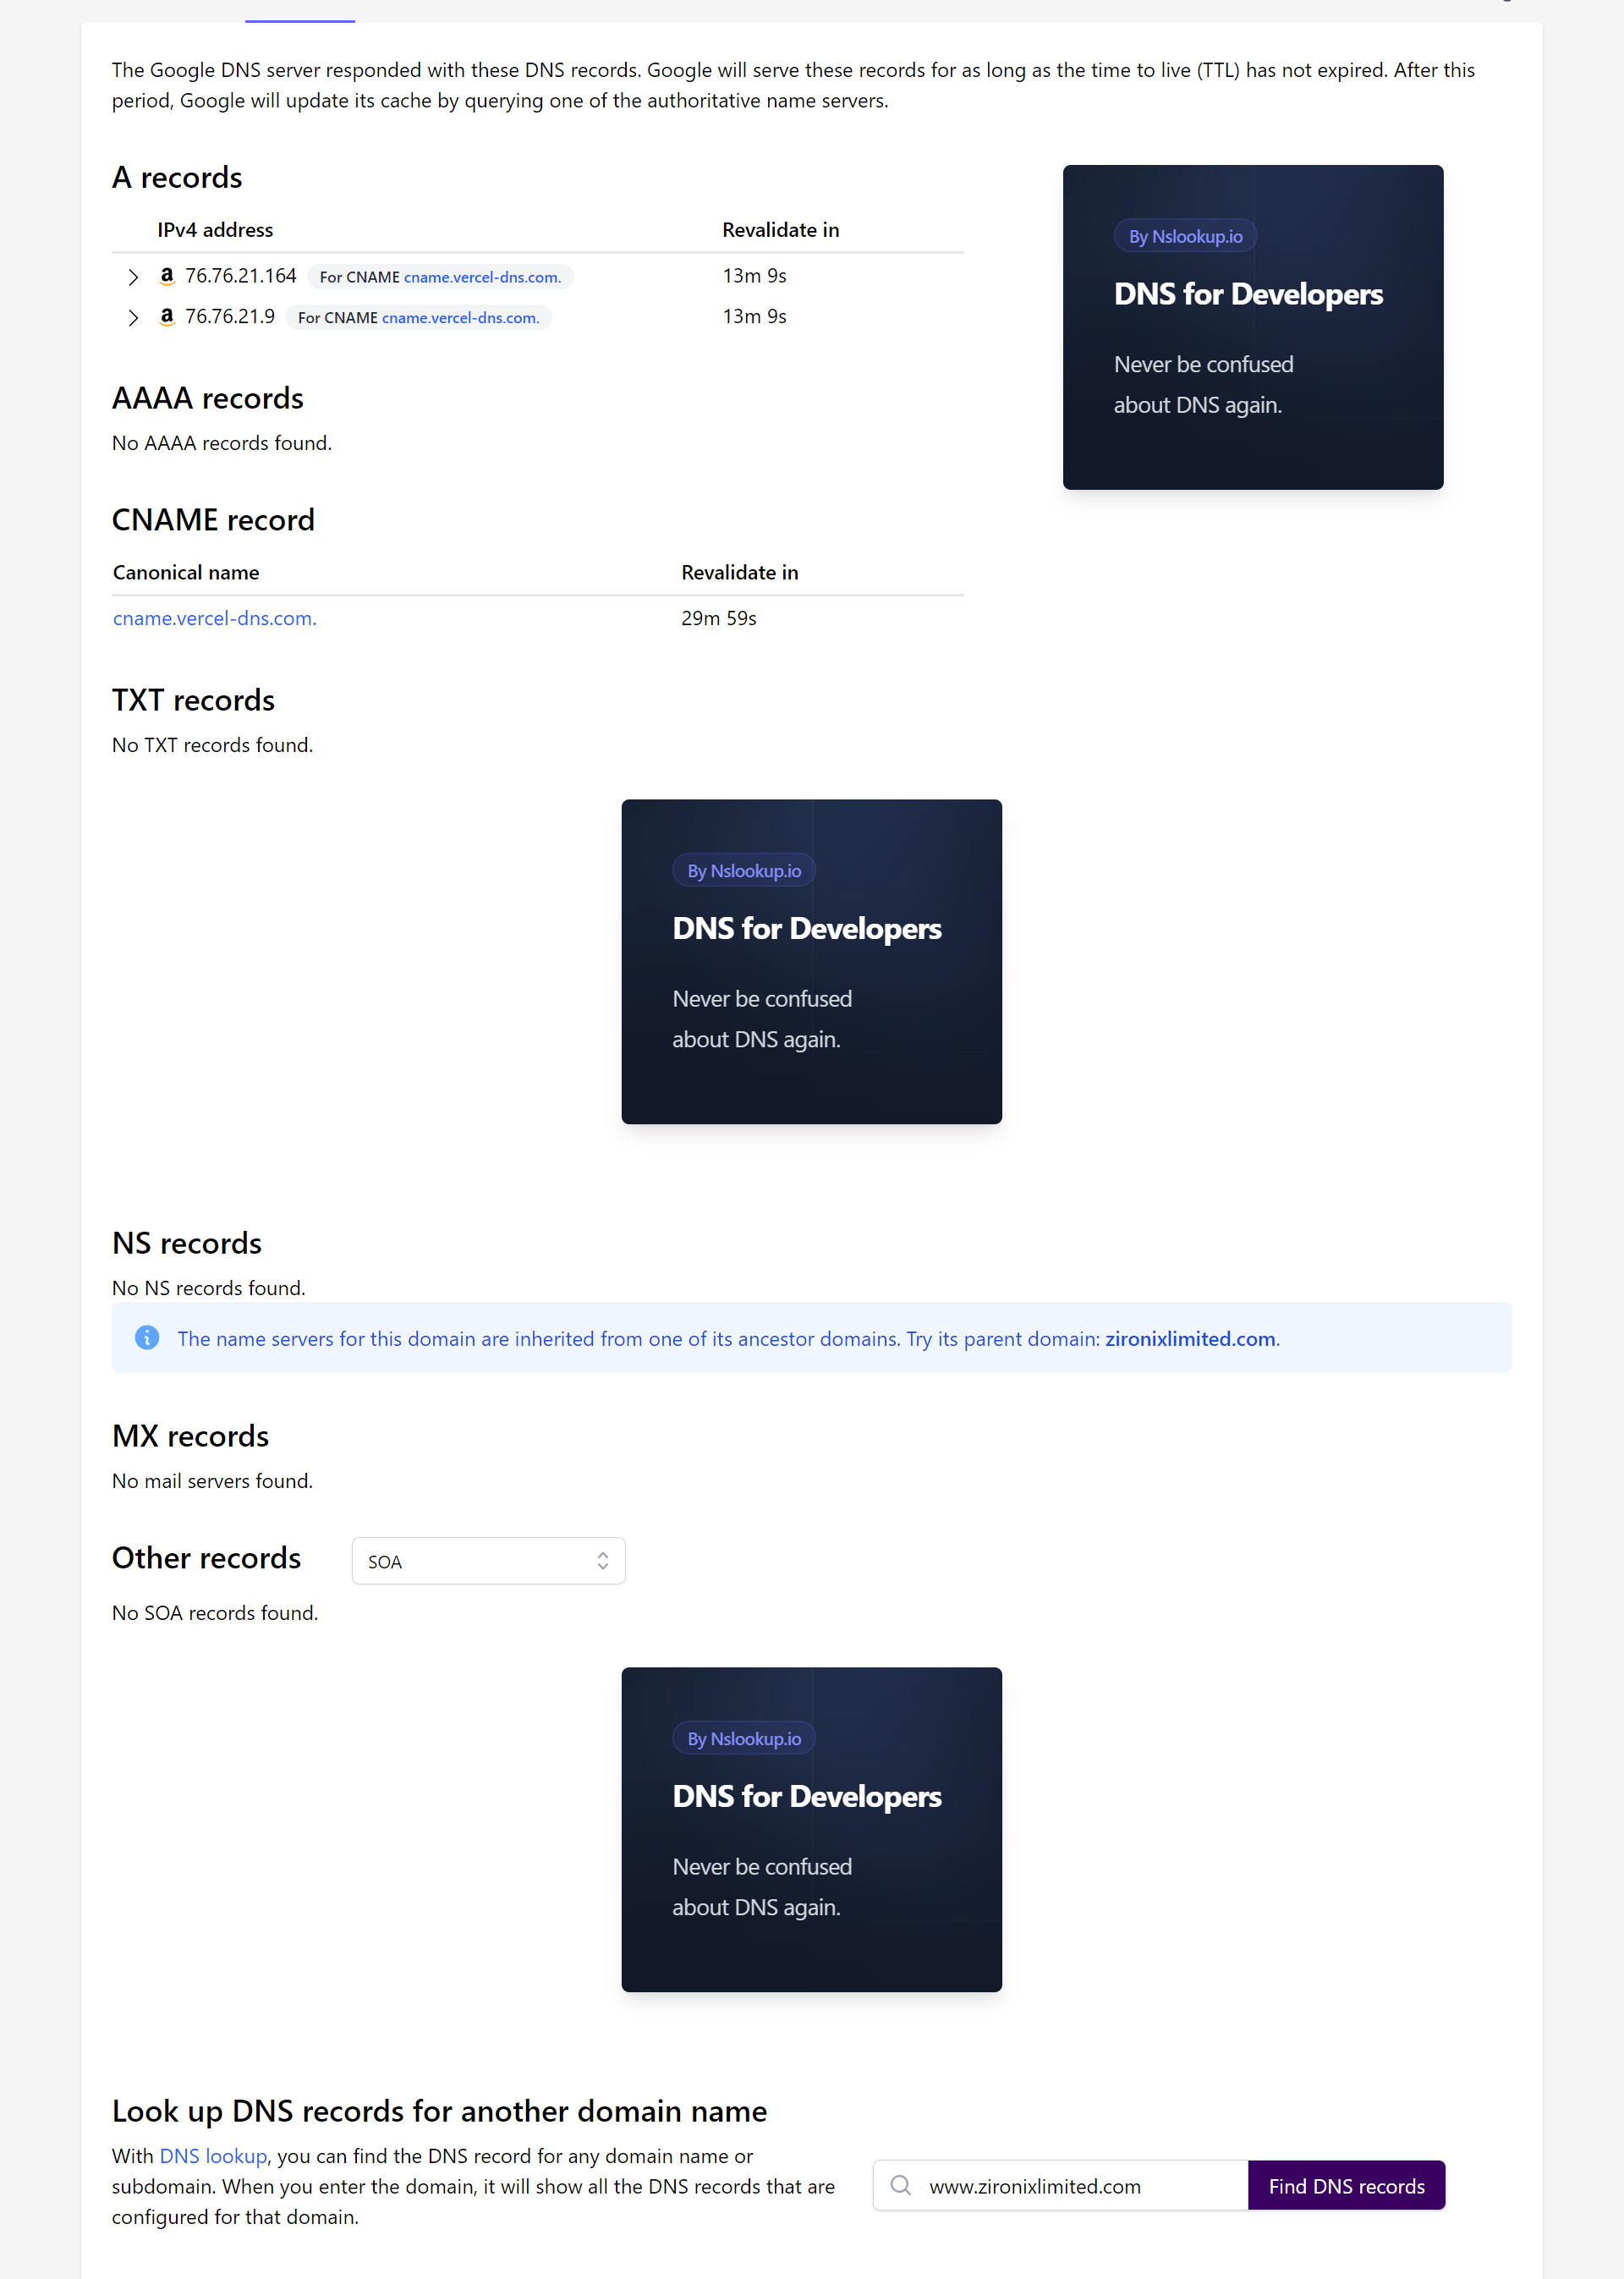 The Google DNS server responded with these DNS records. Google will serve these records for as long as the time to live (TTL) has not expired. After this
period, Google will update its cache by querying one of the authoritative name servers.
A records
IPv4 address Revalidate in
76.76.21.164 For CNAME cname.vercel-dns.com. 13m 9s
76.76.21.9 For CNAME cname.vercel-dns.com. 13m 9s
By Nslookup.io
DNS for Developers
Never be confused
about DNS again.
AAAA records
No AAAA records found.
CNAME record
Canonical name Revalidate in
cname.vercel-dns.com. 29m 59s
TXT records
No TXT records found.
By Nslookup.io
DNS for Developers
Never be confused
about DNS again.
NS records
No NS records found.
The name servers for this domain are inherited from one of its ancestor domains. Try its parent domain: zironixlimited.com.
MX records
No mail servers found.
Other records SOA
No SOA records found.
By Nslookup.io
DNS for Developers
Never be confused
about DNS again.
Look up DNS records for another domain name
With DNS lookup, you can find the DNS record for any domain name or
subdomain. When you enter the domain, it will show all the DNS records that are
configured for that domain.
www.zironixlimited.com Find DNS records